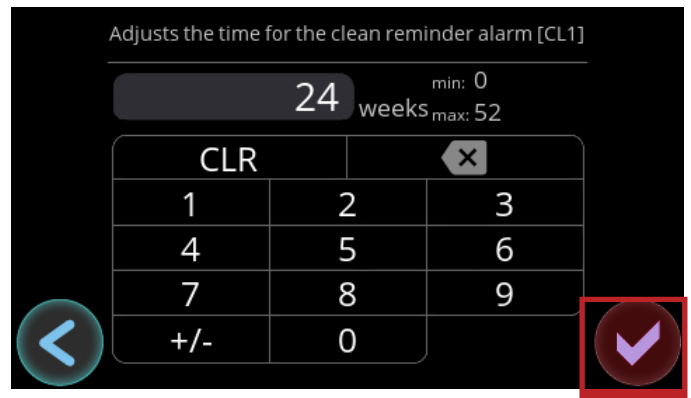 Adjusts the time for the clean reminder alarm [CL1]
24 weeks min: 0
max: 52
CLR
1 2 3
4 5 6
7 8 9
+/- 0